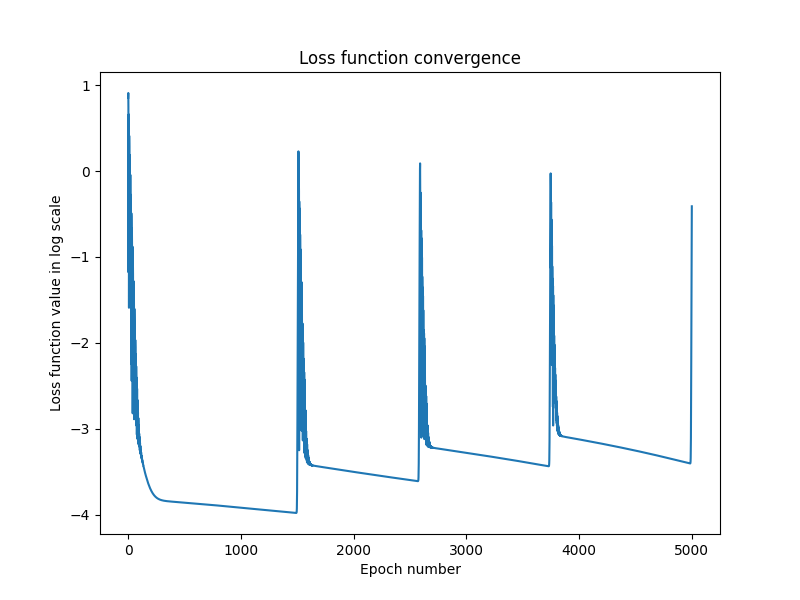 Loss function convergence
Loss function value in log scale
1
0
−1
−2
−3
−4
0 1000 2000 3000 4000 5000
Epoch number